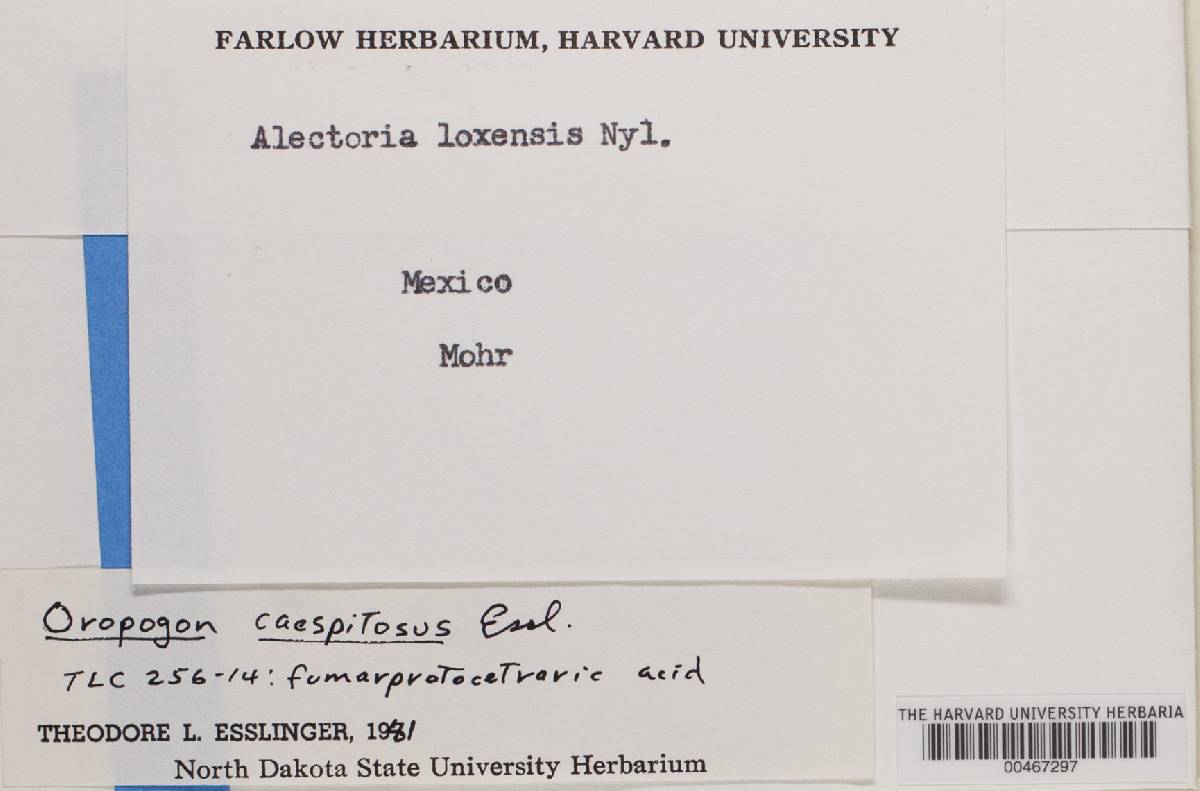 FARLOW HERBARIUM, HARVARD UNIVERSITY
Alectoria loxensis Nyl.
Mexico
Mohr
Oropogon caespitosus Essl.
TLC 256-14: fumarprotocetraric acid
THEODORE L. ESSLINGER, 1981
North Dakota State University Herbarium
THE HARVARD UNIVERSITY HERBARIA
00467297